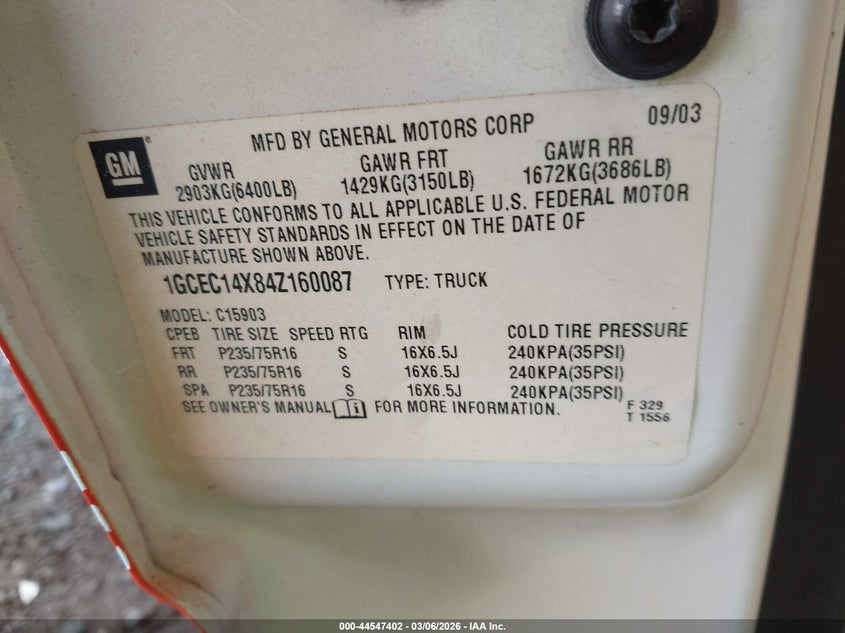 GM
MFD BY GENERAL MOTORS CORP 09/03
GVWR GAWR FRT GAWR RR
2903KG(6400LB) 1429KG(3150LB) 1672KG(3686LB)
THIS VEHICLE CONFORMS TO ALL APPLICABLE U.S. FEDERAL MOTOR
VEHICLE SAFETY STANDARDS IN EFFECT ON THE DATE OF
MANUFACTURE SHOWN ABOVE.
1GCEC14X84Z160087 TYPE: TRUCK
MODEL: C15903
CPEB TIRE SIZE SPEED RTG RIM COLD TIRE PRESSURE
FRT P235/75R16 S 16X6.5J 240KPA(35PSI)
RR P235/75R16 S 16X6.5J 240KPA(35PSI)
SPA P235/75R16 S 16X6.5J 240KPA(35PSI)
SEE OWNER'S MANUAL i FOR MORE INFORMATION.
F 329
T 1556
000-44547402 - 03/06/2026 - IAA Inc.